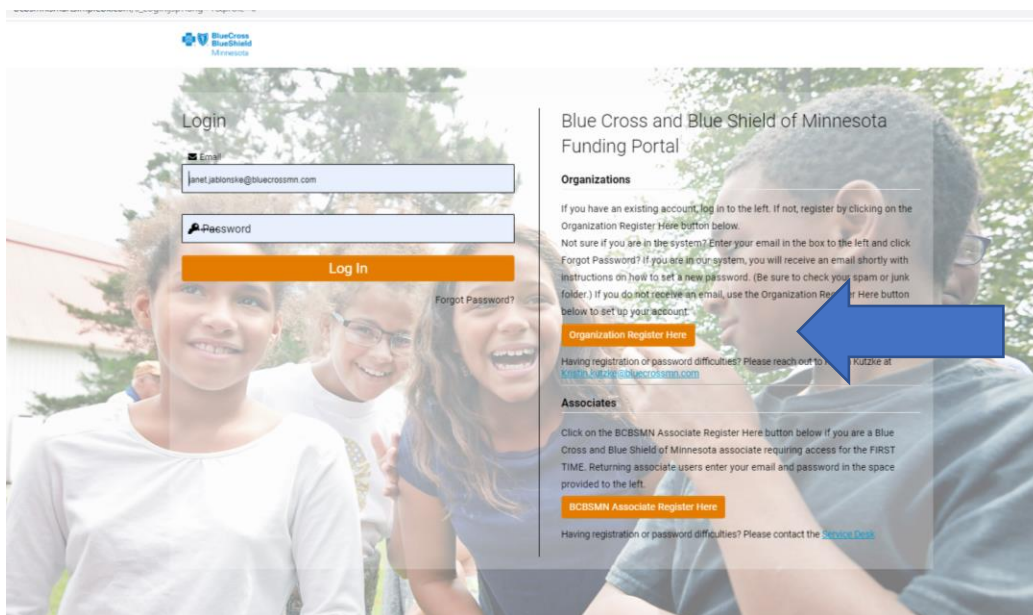 BlueCross
BlueShield
Minnesota
Login
Email
janet.jablonske@bluecrossmn.com
Password
Log In
Forgot Password?
Blue Cross and Blue Shield of Minnesota
Funding Portal
Organizations
If you have an existing account, log in to the left. If not, register by clicking on the
Organization Register Here button below.
Not sure if you are in the system? Enter your email in the box to the left and click
Forgot Password? If you are in our system, you will receive an email shortly with
instructions on how to set a new password. (Be sure to check your spam or junk
folder.) If you do not receive an email, use the Organization Register Here button
below to set up your account.
Organization Register Here
Having registration or password difficulties? Please reach out to Kutzke at
Kristin.kutzke@bluecrossmn.com
Associates
Click on the BCBSMN Associate Register Here button below if you are a Blue
Cross and Blue Shield of Minnesota associate requiring access for the FIRST
TIME. Returning associate users enter your email and password in the space
provided to the left.
BCBSMN Associate Register Here
Having registration or password difficulties? Please contact the Service Desk